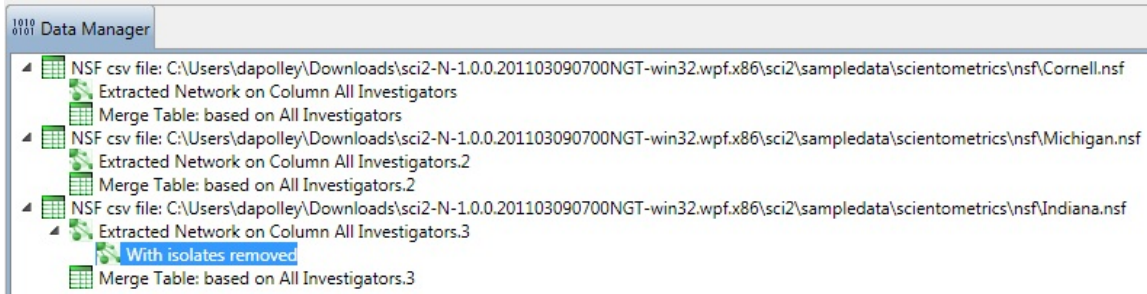 1010 0101 Data Manager
NSF csv file: C:\Users\dapolley\Downloads\sci2-N-1.0.0.201103090700NGT-win32.wpf.x86\sci2\sampledata\scientometrics\nsf\Cornell.nsf
Extracted Network on Column All Investigators
Merge Table: based on All Investigators
NSF csv file: C:\Users\dapolley\Downloads\sci2-N-1.0.0.201103090700NGT-win32.wpf.x86\sci2\sampledata\scientometrics\nsf\Michigan.nsf
Extracted Network on Column All Investigators.2
Merge Table: based on All Investigators.2
NSF csv file: C:\Users\dapolley\Downloads\sci2-N-1.0.0.201103090700NGT-win32.wpf.x86\sci2\sampledata\scientometrics\nsf\Indiana.nsf
Extracted Network on Column All Investigators.3
With isolates removed
Merge Table: based on All Investigators.3